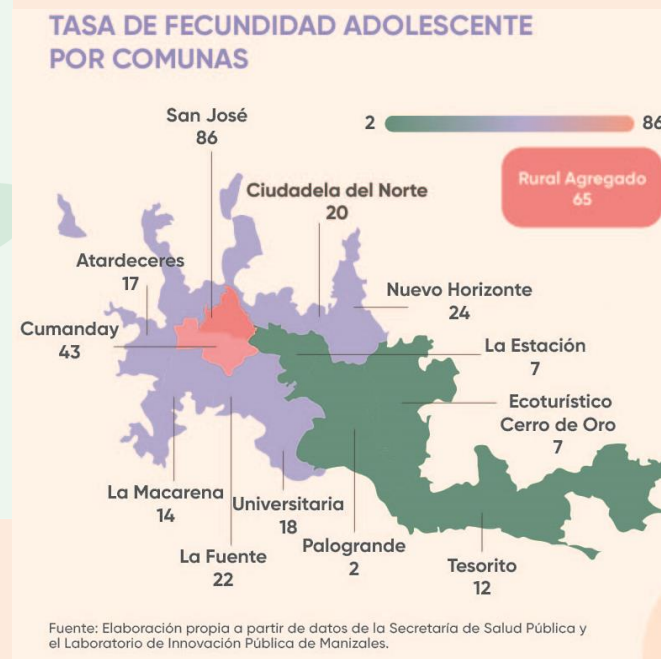 TASA DE FECUNDIDAD ADOLESCENTE
POR COMUNAS
San José
86
2
86
Rural Agregado
65
Ciudadela del Norte
20
Atardeceres
17
Nuevo Horizonte
24
Cumanday
43
La Estación
7
Ecoturístico
Cerro de Oro
7
La Macarena
14
Universitaria
18
La Fuente
22
Palogrande
2
Tesorito
12
Fuente: Elaboración propia a partir de datos de la Secretaría de Salud Pública y
el Laboratorio de Innovación Pública de Manizales.